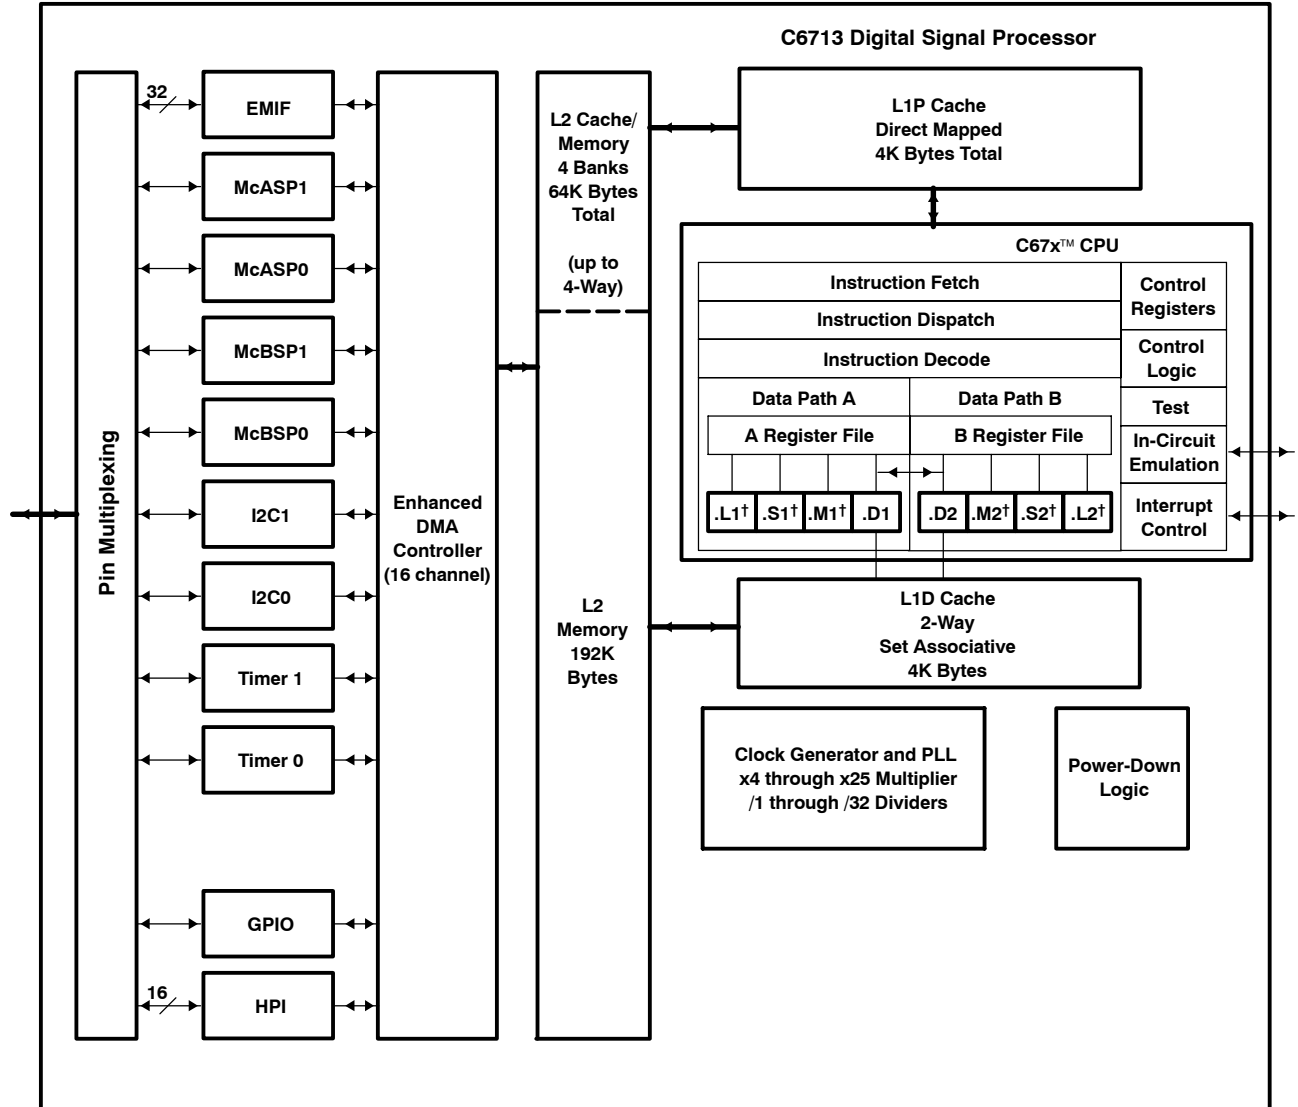 C6713 Digital Signal Processor
Pin Multiplexing
32
EMIF
McASP1
McASP0
McBSP1
McBSP0
I2C1
I2C0
Timer 1
Timer 0
GPIO
16
HPI
Enhanced
DMA
Controller
(16 channel)
L2 Cache/
Memory
4 Banks
64K Bytes
Total
(up to
4-Way)
L2
Memory
192K
Bytes
L1P Cache
Direct Mapped
4K Bytes Total
C67x™ CPU
Instruction Fetch
Instruction Dispatch
Instruction Decode
Data Path A
Data Path B
A Register File
B Register File
.L1† .S1† .M1† .D1
.D2 .M2† .S2† .L2†
Control
Registers
Control
Logic
Test
In-Circuit
Emulation
Interrupt
Control
L1D Cache
2-Way
Set Associative
4K Bytes
Clock Generator and PLL
x4 through x25 Multiplier
/1 through /32 Dividers
Power-Down
Logic